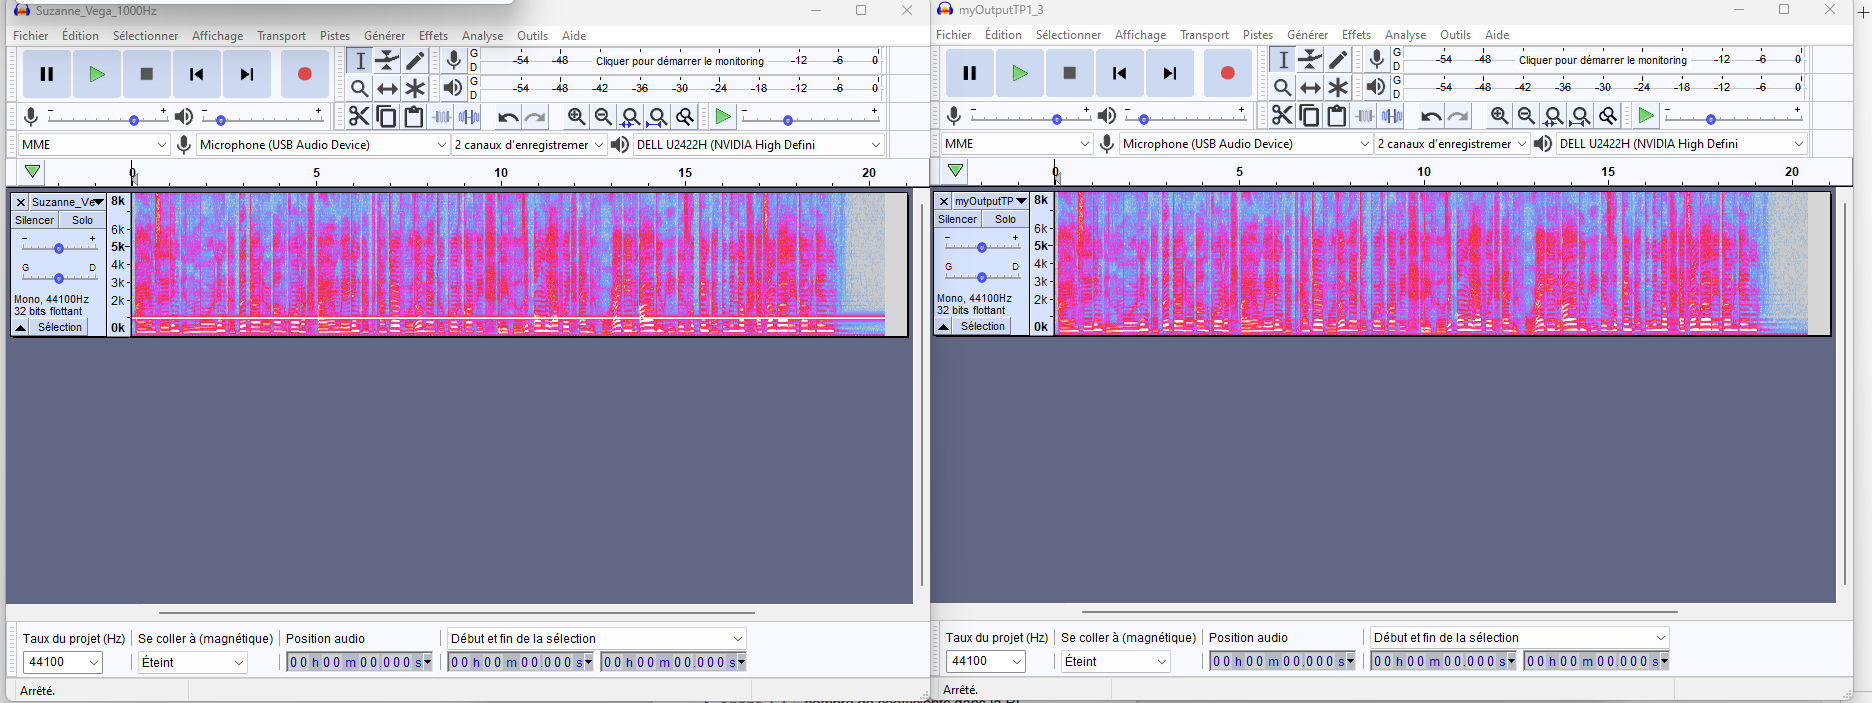 Suzanne_Vega_1000Hz
Fichier Édition Sélectionner Affichage Transport Pistes Générer Effets Analyse Outils Aide
G
D
-54 -48 Cliquer pour démarrer le monitoring -12 -6 0
G
D
-54 -48 -42 -36 -30 -24 -18 -12 -6 0
- + - +
- +
MME Microphone (USB Audio Device) 2 canaux d'enregistremer DELL U2422H (NVIDIA High Defini
0 5 10 15 20
Suzanne_Ve
Silencer Solo
- +
G D
Mono, 44100Hz
32 bits flottant
Sélection
8k
6k
5k
4k
3k
2k
0k
Taux du projet (Hz) Se coller à (magnétique) Position audio Début et fin de la sélection
44100 Éteint 00 h 00 m 00.000 s 00 h 00 m 00.000 s 00 h 00 m 00.000 s
Arrêté.
myOutputTP1_3
Fichier Édition Sélectionner Affichage Transport Pistes Générer Effets Analyse Outils Aide
G
D
-54 -48 Cliquer pour démarrer le monitoring -12 -6 0
G
D
-54 -48 -42 -36 -30 -24 -18 -12 -6 0
- + - +
- +
MME Microphone (USB Audio Device) 2 canaux d'enregistremer DELL U2422H (NVIDIA High Defini
0 5 10 15 20
myOutputTP
Silencer Solo
- +
G D
Mono, 44100Hz
32 bits flottant
Sélection
8k
6k
5k
4k
3k
2k
0k
Taux du projet (Hz) Se coller à (magnétique) Position audio Début et fin de la sélection
44100 Éteint 00 h 00 m 00.000 s 00 h 00 m 00.000 s 00 h 00 m 00.000 s
Arrêté.